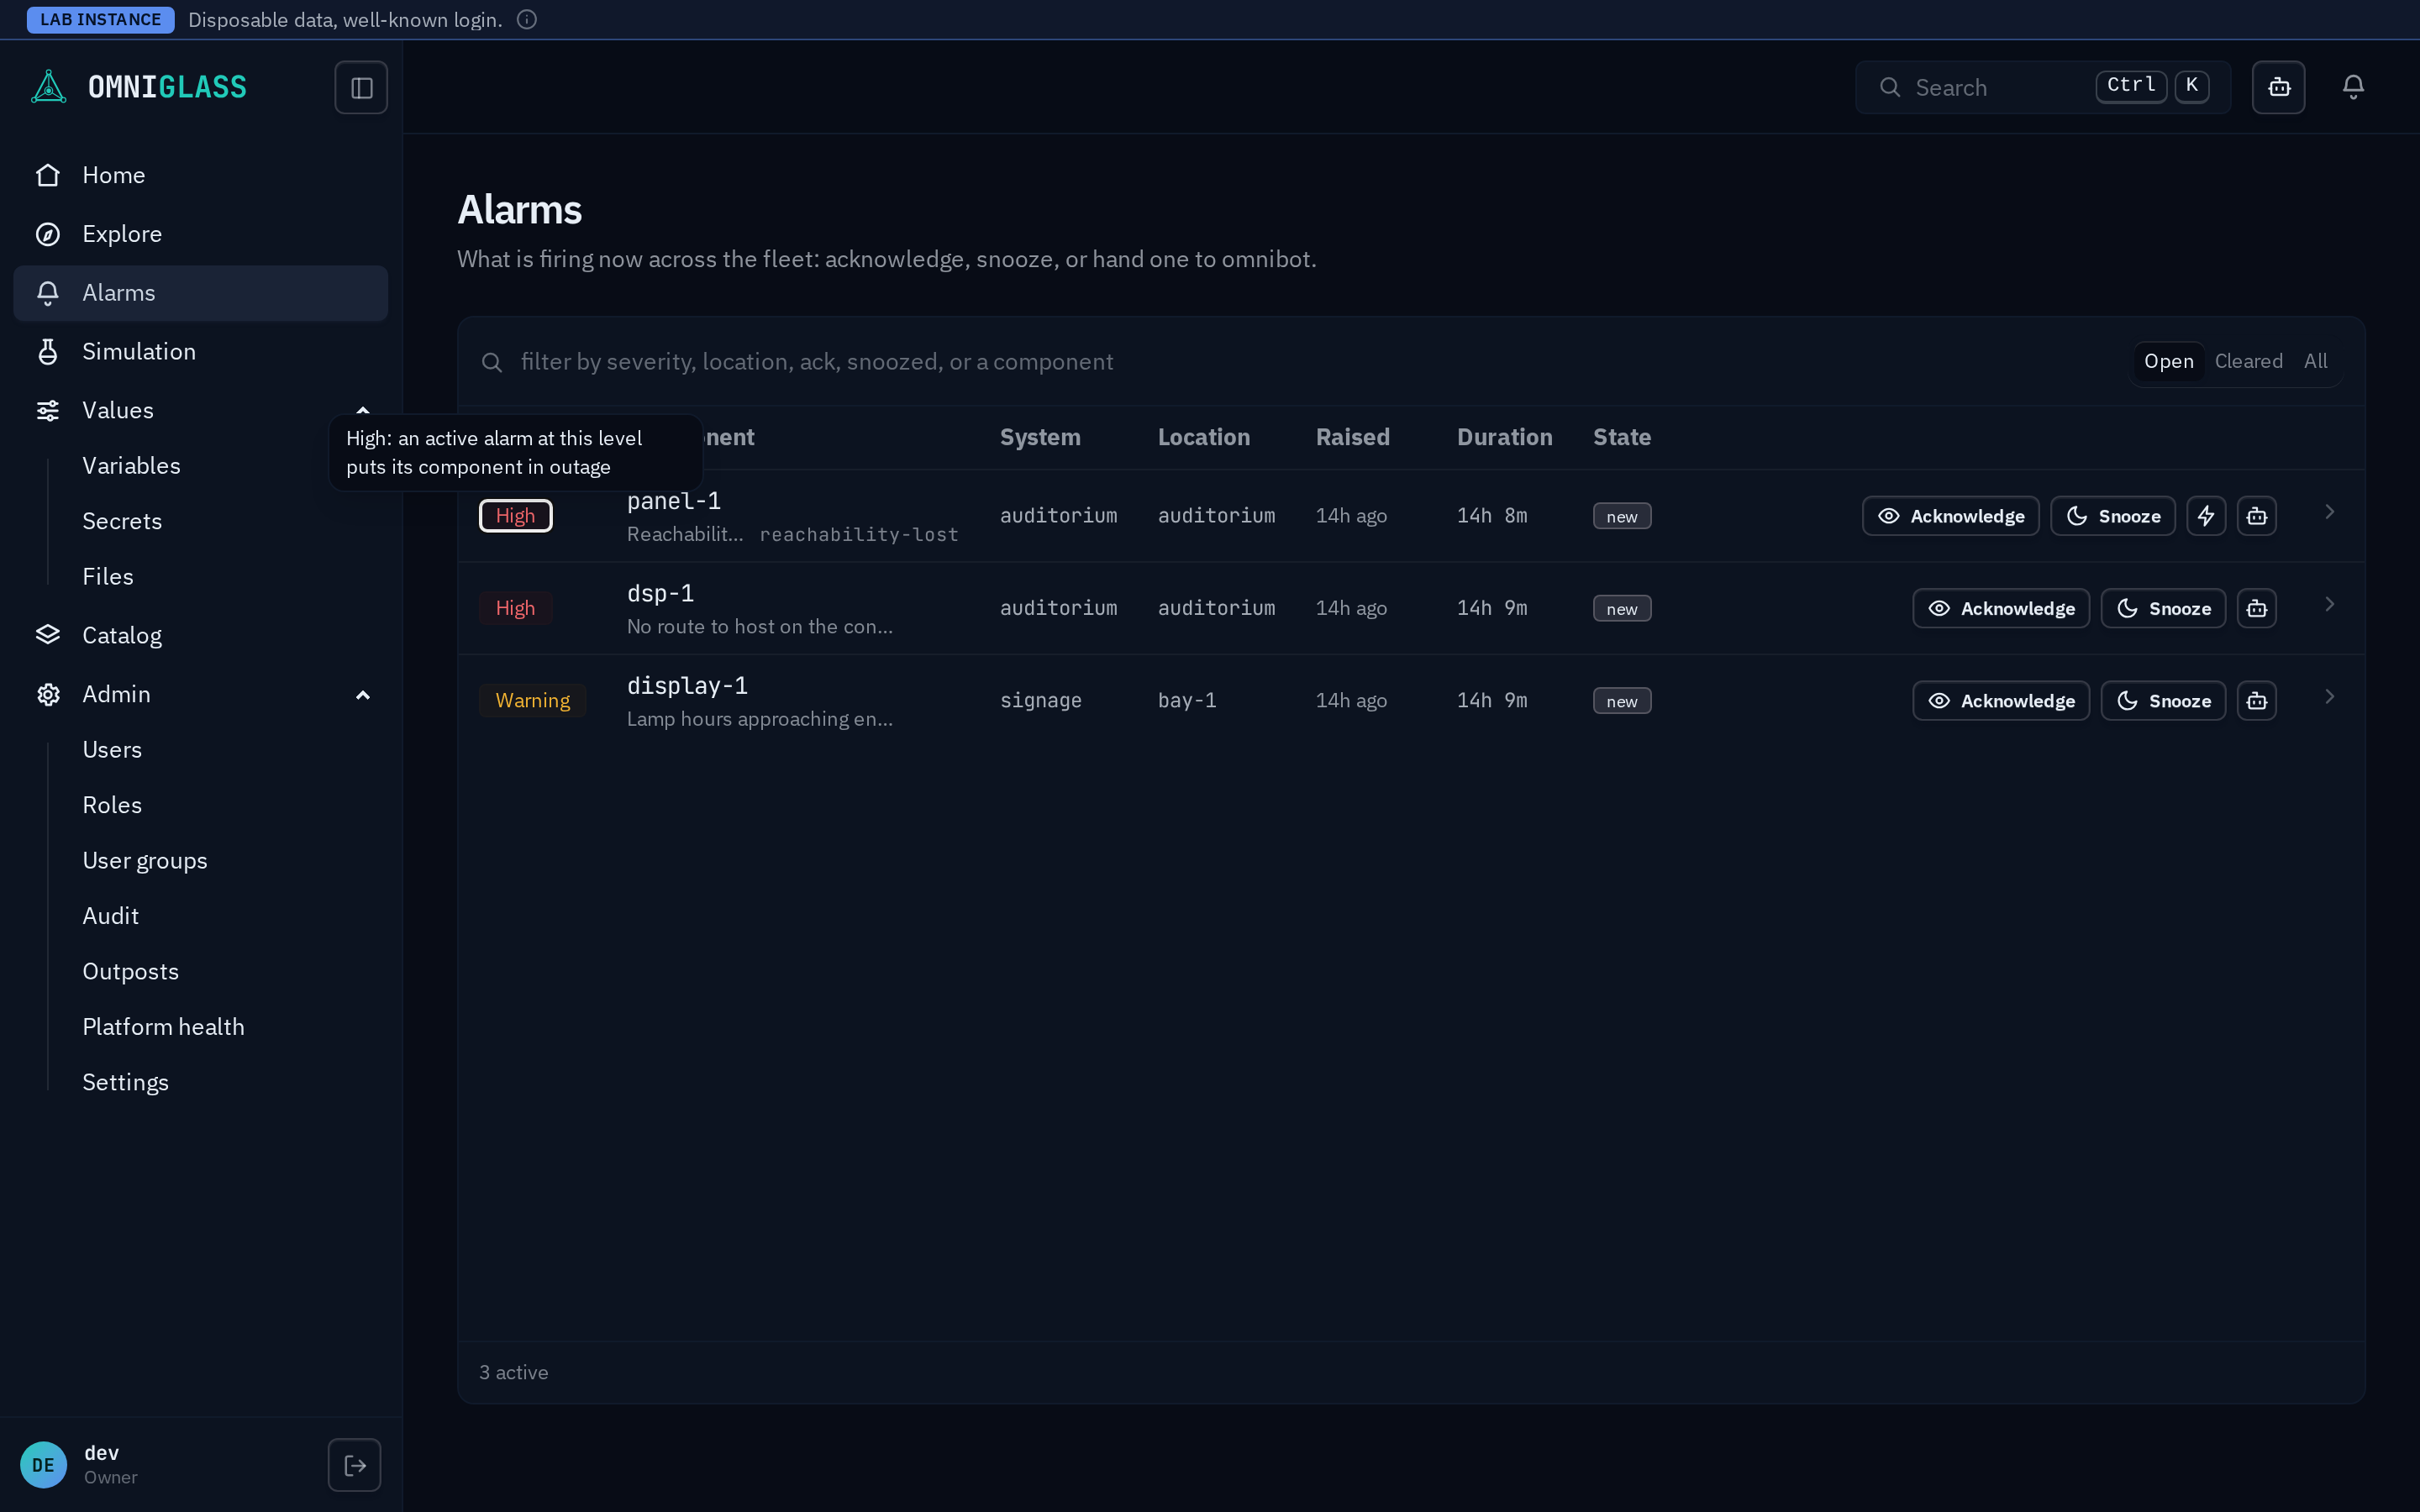 LAB INSTANCE Disposable data, well-known login.
OMNIGLASS
Search Ctrl K
Home
Explore
Alarms
Simulation
Values
Variables
Secrets
Files
Catalog
Admin
Users
Roles
User groups
Audit
Outposts
Platform health
Settings
DE dev
Owner
Alarms
What is firing now across the fleet: acknowledge, snooze, or hand one to omnibot.
filter by severity, location, ack, snoozed, or a component Open Cleared All
High: an active alarm at this level
puts its component in outage
System Location Raised Duration State
High panel-1 auditorium auditorium 14h ago 14h 8m new Acknowledge Snooze
Reachabilit... reachability-lost
High dsp-1 auditorium auditorium 14h ago 14h 9m new Acknowledge Snooze
No route to host on the con...
Warning display-1 signage bay-1 14h ago 14h 9m new Acknowledge Snooze
Lamp hours approaching en...
3 active